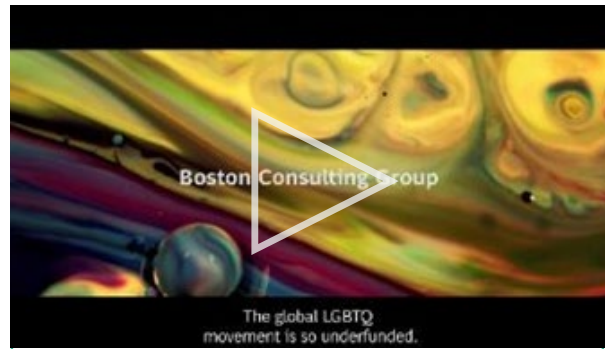 Boston Consulting Group
The global LGBTQ
movement is so underfunded.